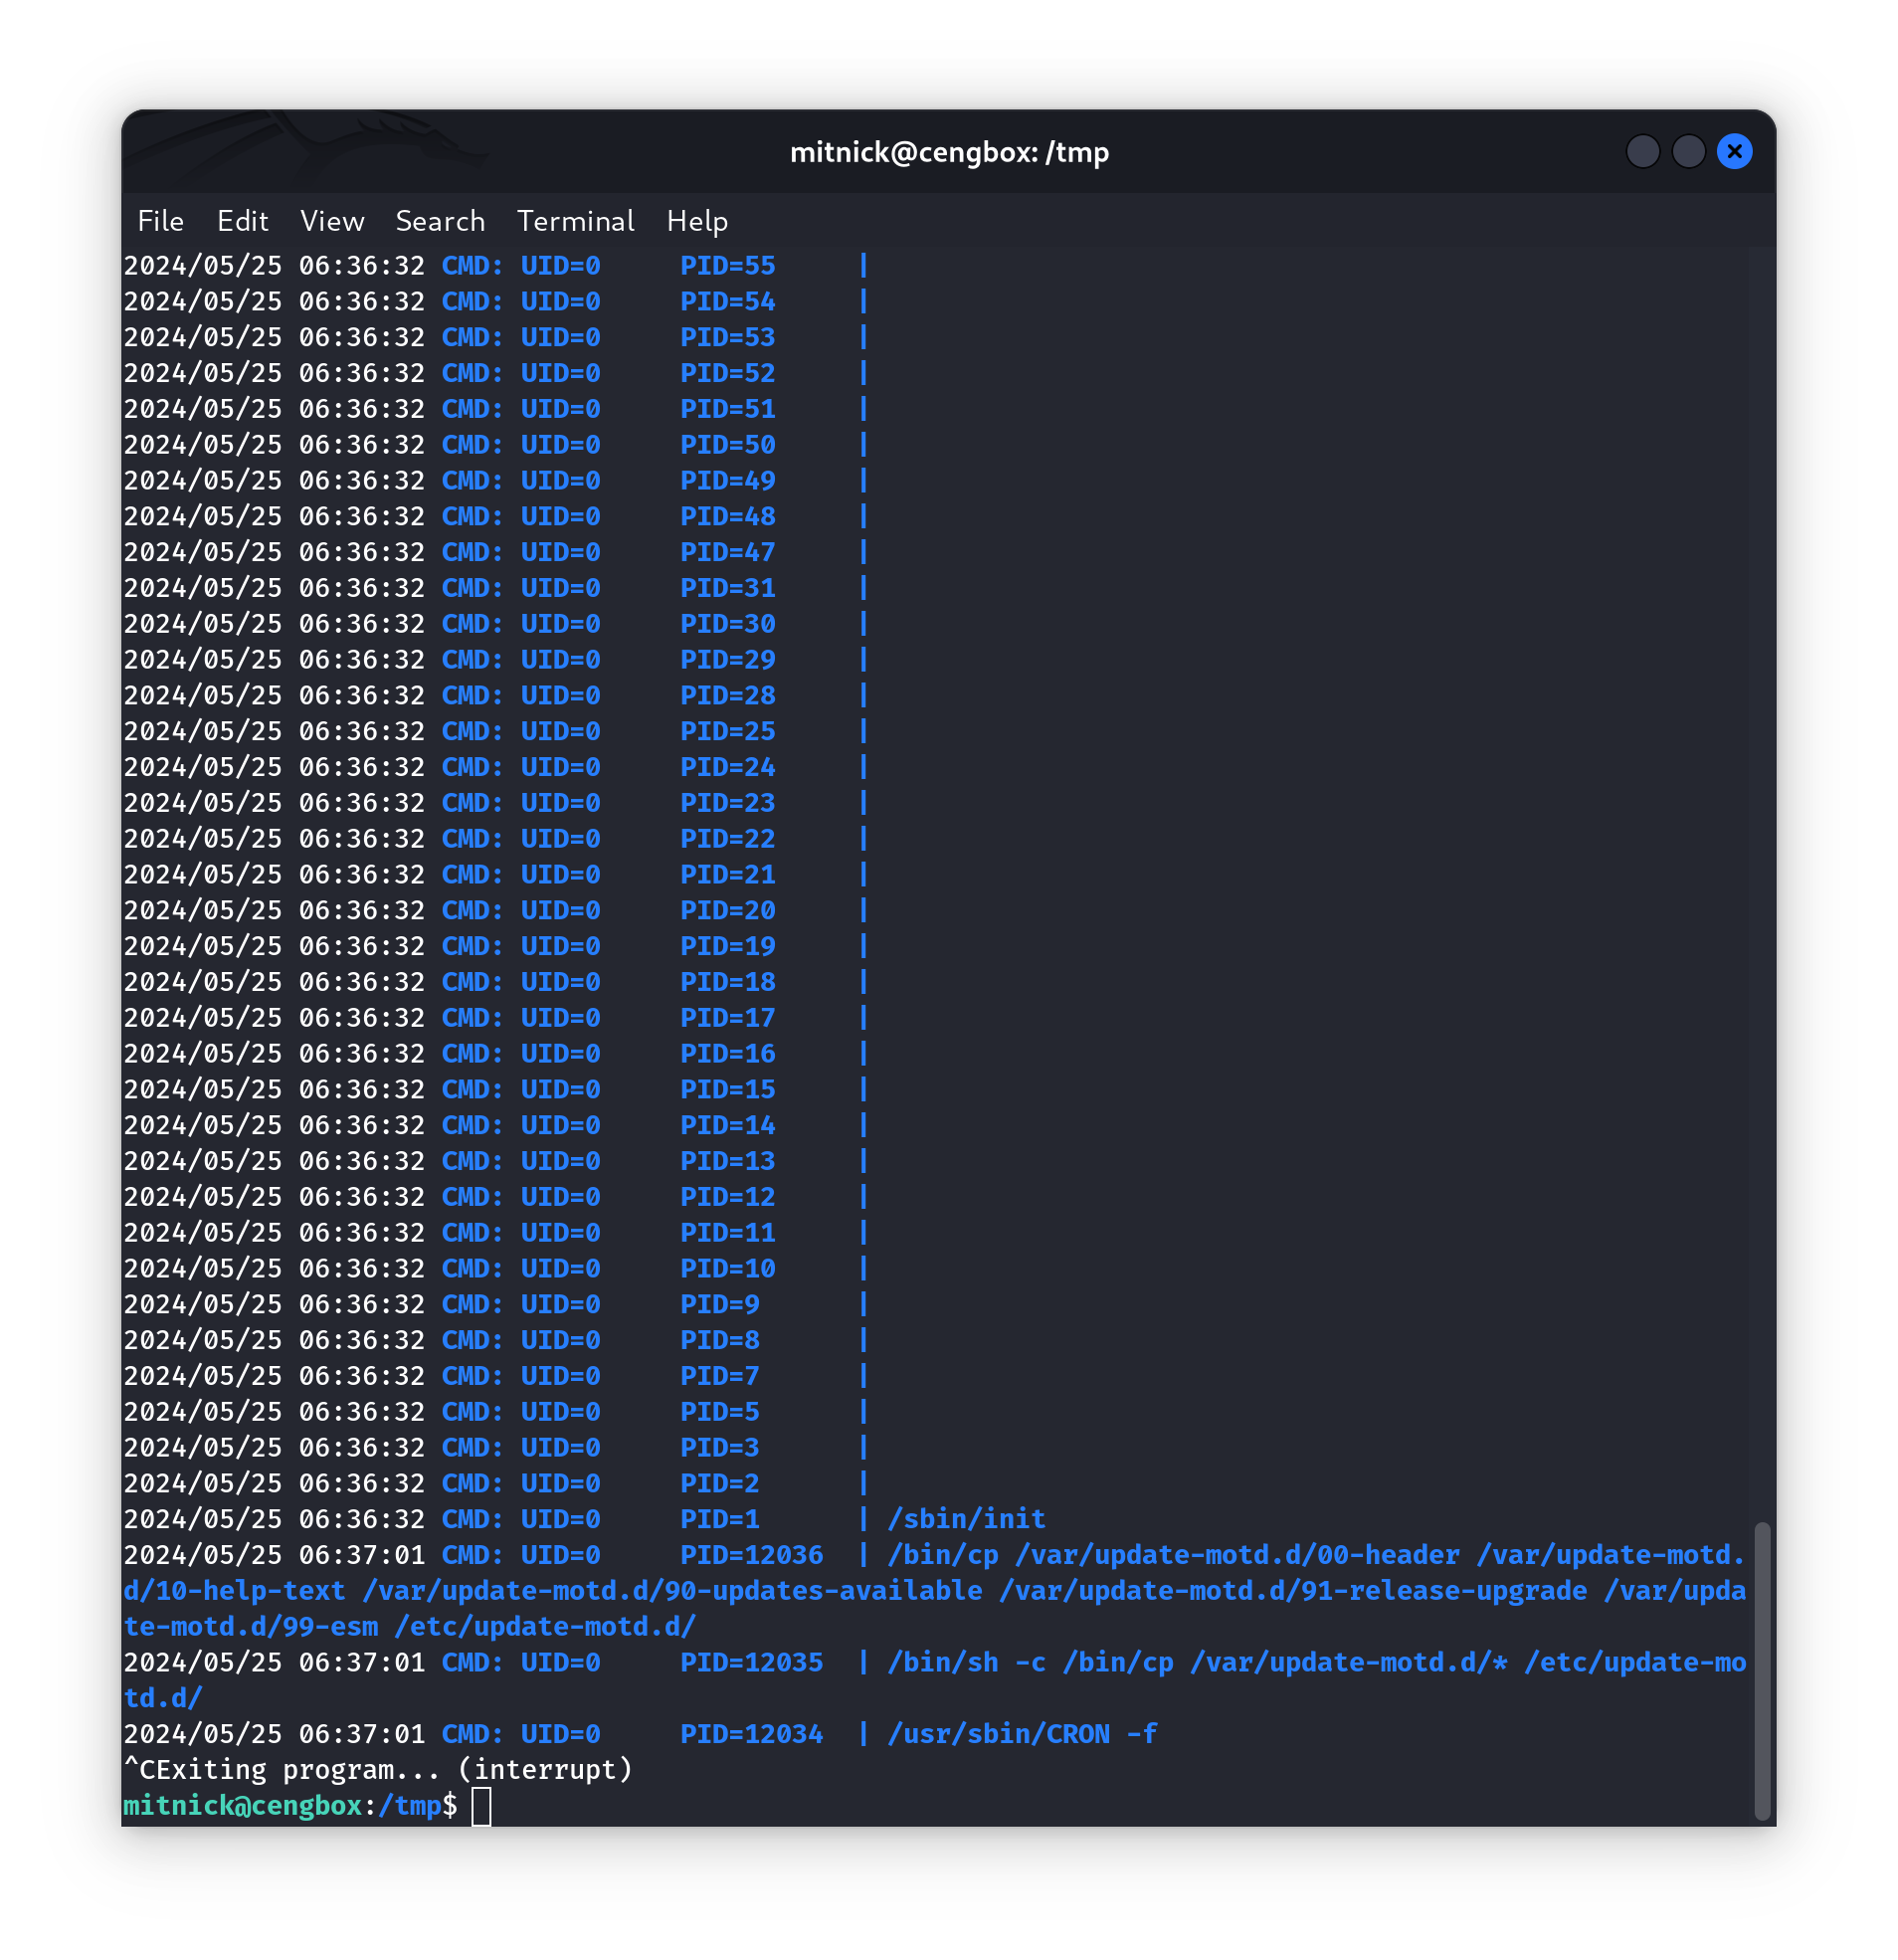 mitnick@cengbox: /tmp
File Edit View Search Terminal Help
2024/05/25 06:36:32 CMD: UID=0     PID=55     |
2024/05/25 06:36:32 CMD: UID=0     PID=54     |
2024/05/25 06:36:32 CMD: UID=0     PID=53     |
2024/05/25 06:36:32 CMD: UID=0     PID=52     |
2024/05/25 06:36:32 CMD: UID=0     PID=51     |
2024/05/25 06:36:32 CMD: UID=0     PID=50     |
2024/05/25 06:36:32 CMD: UID=0     PID=49     |
2024/05/25 06:36:32 CMD: UID=0     PID=48     |
2024/05/25 06:36:32 CMD: UID=0     PID=47     |
2024/05/25 06:36:32 CMD: UID=0     PID=31     |
2024/05/25 06:36:32 CMD: UID=0     PID=30     |
2024/05/25 06:36:32 CMD: UID=0     PID=29     |
2024/05/25 06:36:32 CMD: UID=0     PID=28     |
2024/05/25 06:36:32 CMD: UID=0     PID=25     |
2024/05/25 06:36:32 CMD: UID=0     PID=24     |
2024/05/25 06:36:32 CMD: UID=0     PID=23     |
2024/05/25 06:36:32 CMD: UID=0     PID=22     |
2024/05/25 06:36:32 CMD: UID=0     PID=21     |
2024/05/25 06:36:32 CMD: UID=0     PID=20     |
2024/05/25 06:36:32 CMD: UID=0     PID=19     |
2024/05/25 06:36:32 CMD: UID=0     PID=18     |
2024/05/25 06:36:32 CMD: UID=0     PID=17     |
2024/05/25 06:36:32 CMD: UID=0     PID=16     |
2024/05/25 06:36:32 CMD: UID=0     PID=15     |
2024/05/25 06:36:32 CMD: UID=0     PID=14     |
2024/05/25 06:36:32 CMD: UID=0     PID=13     |
2024/05/25 06:36:32 CMD: UID=0     PID=12     |
2024/05/25 06:36:32 CMD: UID=0     PID=11     |
2024/05/25 06:36:32 CMD: UID=0     PID=10     |
2024/05/25 06:36:32 CMD: UID=0     PID=9      |
2024/05/25 06:36:32 CMD: UID=0     PID=8      |
2024/05/25 06:36:32 CMD: UID=0     PID=7      |
2024/05/25 06:36:32 CMD: UID=0     PID=5      |
2024/05/25 06:36:32 CMD: UID=0     PID=3      |
2024/05/25 06:36:32 CMD: UID=0     PID=2      |
2024/05/25 06:36:32 CMD: UID=0     PID=1      | /sbin/init
2024/05/25 06:37:01 CMD: UID=0     PID=12036  | /bin/cp /var/update-motd.d/00-header /var/update-motd.
d/10-help-text /var/update-motd.d/90-updates-available /var/update-motd.d/91-release-upgrade /var/upda
te-motd.d/99-esm /etc/update-motd.d/
2024/05/25 06:37:01 CMD: UID=0     PID=12035  | /bin/sh -c /bin/cp /var/update-motd.d/* /etc/update-mo
td.d/
2024/05/25 06:37:01 CMD: UID=0     PID=12034  | /usr/sbin/CRON -f
^CExiting program... (interrupt)
mitnick@cengbox:/tmp$